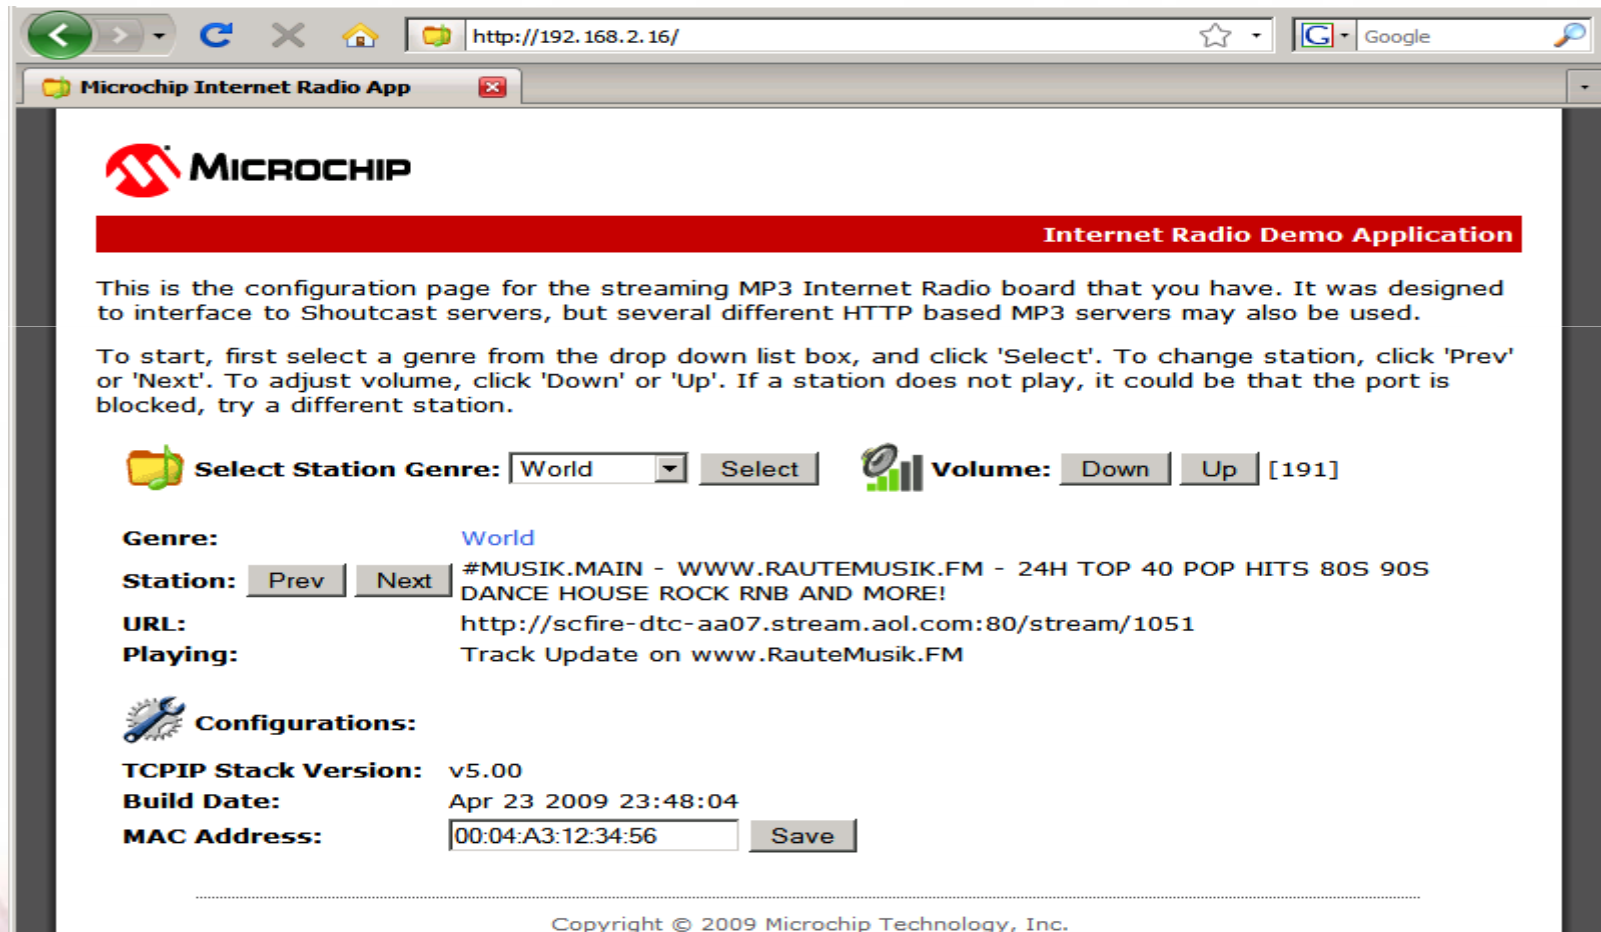 http://192.168.2.16/
Google
Microchip Internet Radio App
MICROCHIP
Internet Radio Demo Application
This is the configuration page for the streaming MP3 Internet Radio board that you have. It was designed
to interface to Shoutcast servers, but several different HTTP based MP3 servers may also be used.
To start, first select a genre from the drop down list box, and click 'Select'. To change station, click 'Prev'
or 'Next'. To adjust volume, click 'Down' or 'Up'. If a station does not play, it could be that the port is
blocked, try a different station.
Select Station Genre: World Select Volume: Down Up [191]
Genre: World
Station: Prev Next #MUSIK.MAIN - WWW.RAUTEMUSIK.FM - 24H TOP 40 POP HITS 80S 90S
DANCE HOUSE ROCK RNB AND MORE!
URL: http://scfire-dtc-aa07.stream.aol.com:80/stream/1051
Playing: Track Update on www.RauteMusik.FM
Configurations:
TCPIP Stack Version: v5.00
Build Date: Apr 23 2009 23:48:04
MAC Address: 00:04:A3:12:34:56 Save
Copyright © 2009 Microchip Technology, Inc.